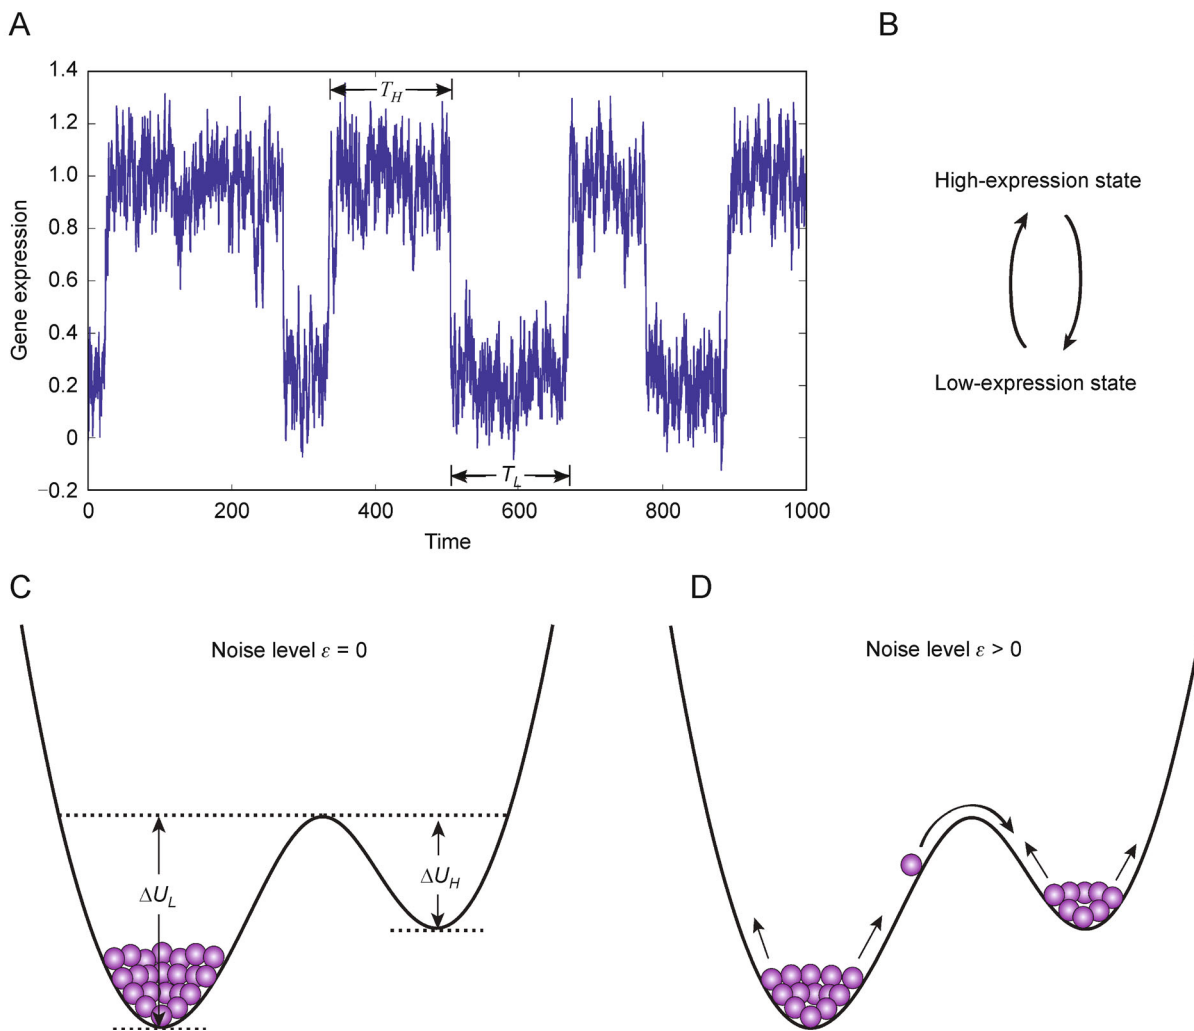 A
B
1.4
1.2
1.0
0.8
0.6
0.4
0.2
0
−0.2
Gene expression
T_H
T_L
0
200
400
600
800
1000
Time
High-expression state
Low-expression state
C
D
Noise level ε = 0
Noise level ε > 0
ΔU_L
ΔU_H